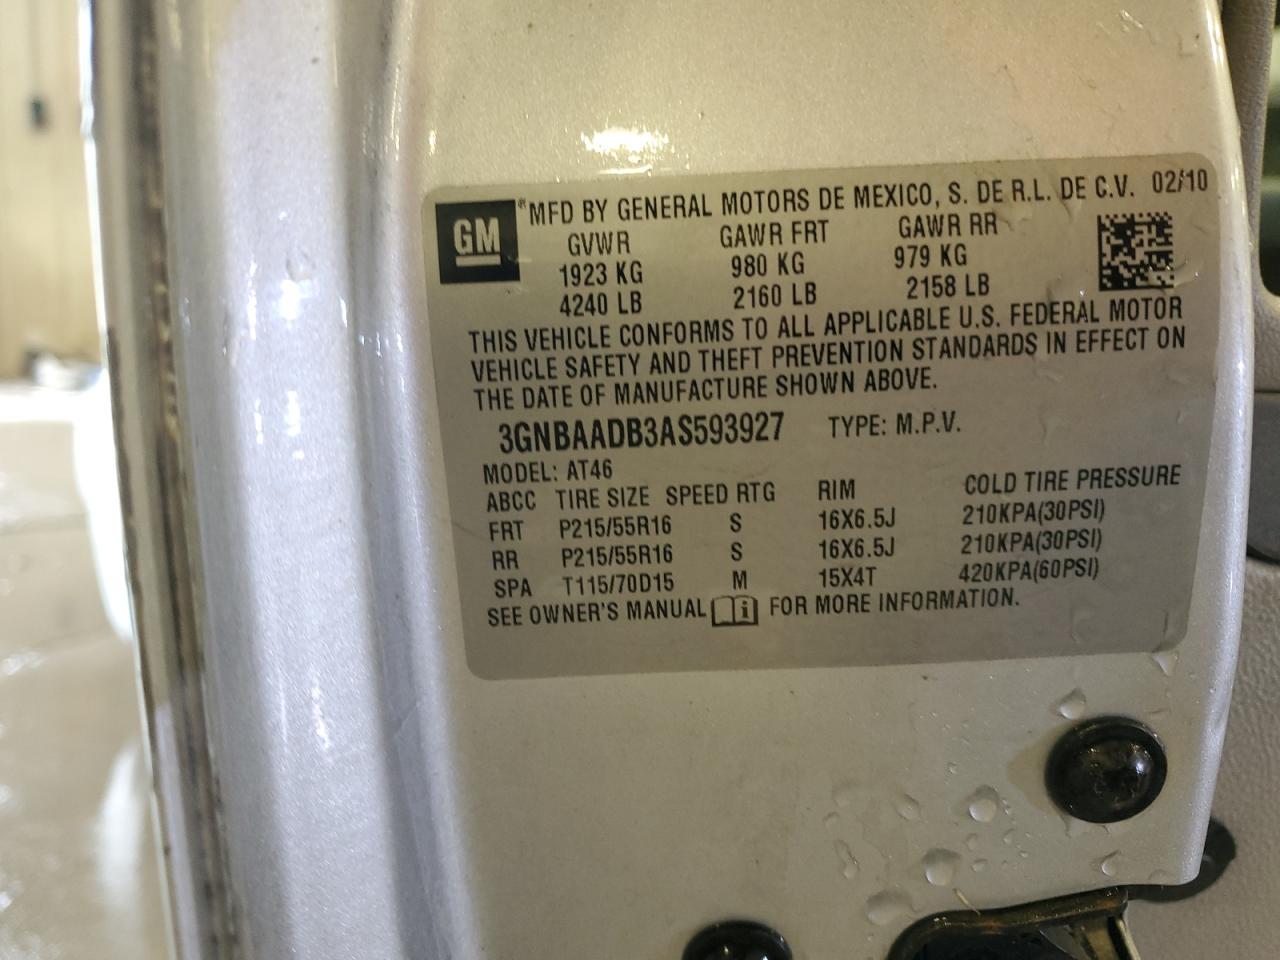 GM ® MFD BY GENERAL MOTORS DE MEXICO, S. DE R.L. DE C.V. 02/10
GVWR GAWR FRT GAWR RR
1923 KG 980 KG 979 KG
4240 LB 2160 LB 2158 LB
THIS VEHICLE CONFORMS TO ALL APPLICABLE U.S. FEDERAL MOTOR
VEHICLE SAFETY AND THEFT PREVENTION STANDARDS IN EFFECT ON
THE DATE OF MANUFACTURE SHOWN ABOVE.
3GNBAADB3AS593927 TYPE: M.P.V.
MODEL: AT46
ABCC TIRE SIZE SPEED RTG RIM COLD TIRE PRESSURE
FRT P215/55R16 S 16X6.5J 210KPA(30PSI)
RR P215/55R16 S 16X6.5J 210KPA(30PSI)
SPA T115/70D15 M 15X4T 420KPA(60PSI)
SEE OWNER'S MANUAL i FOR MORE INFORMATION.